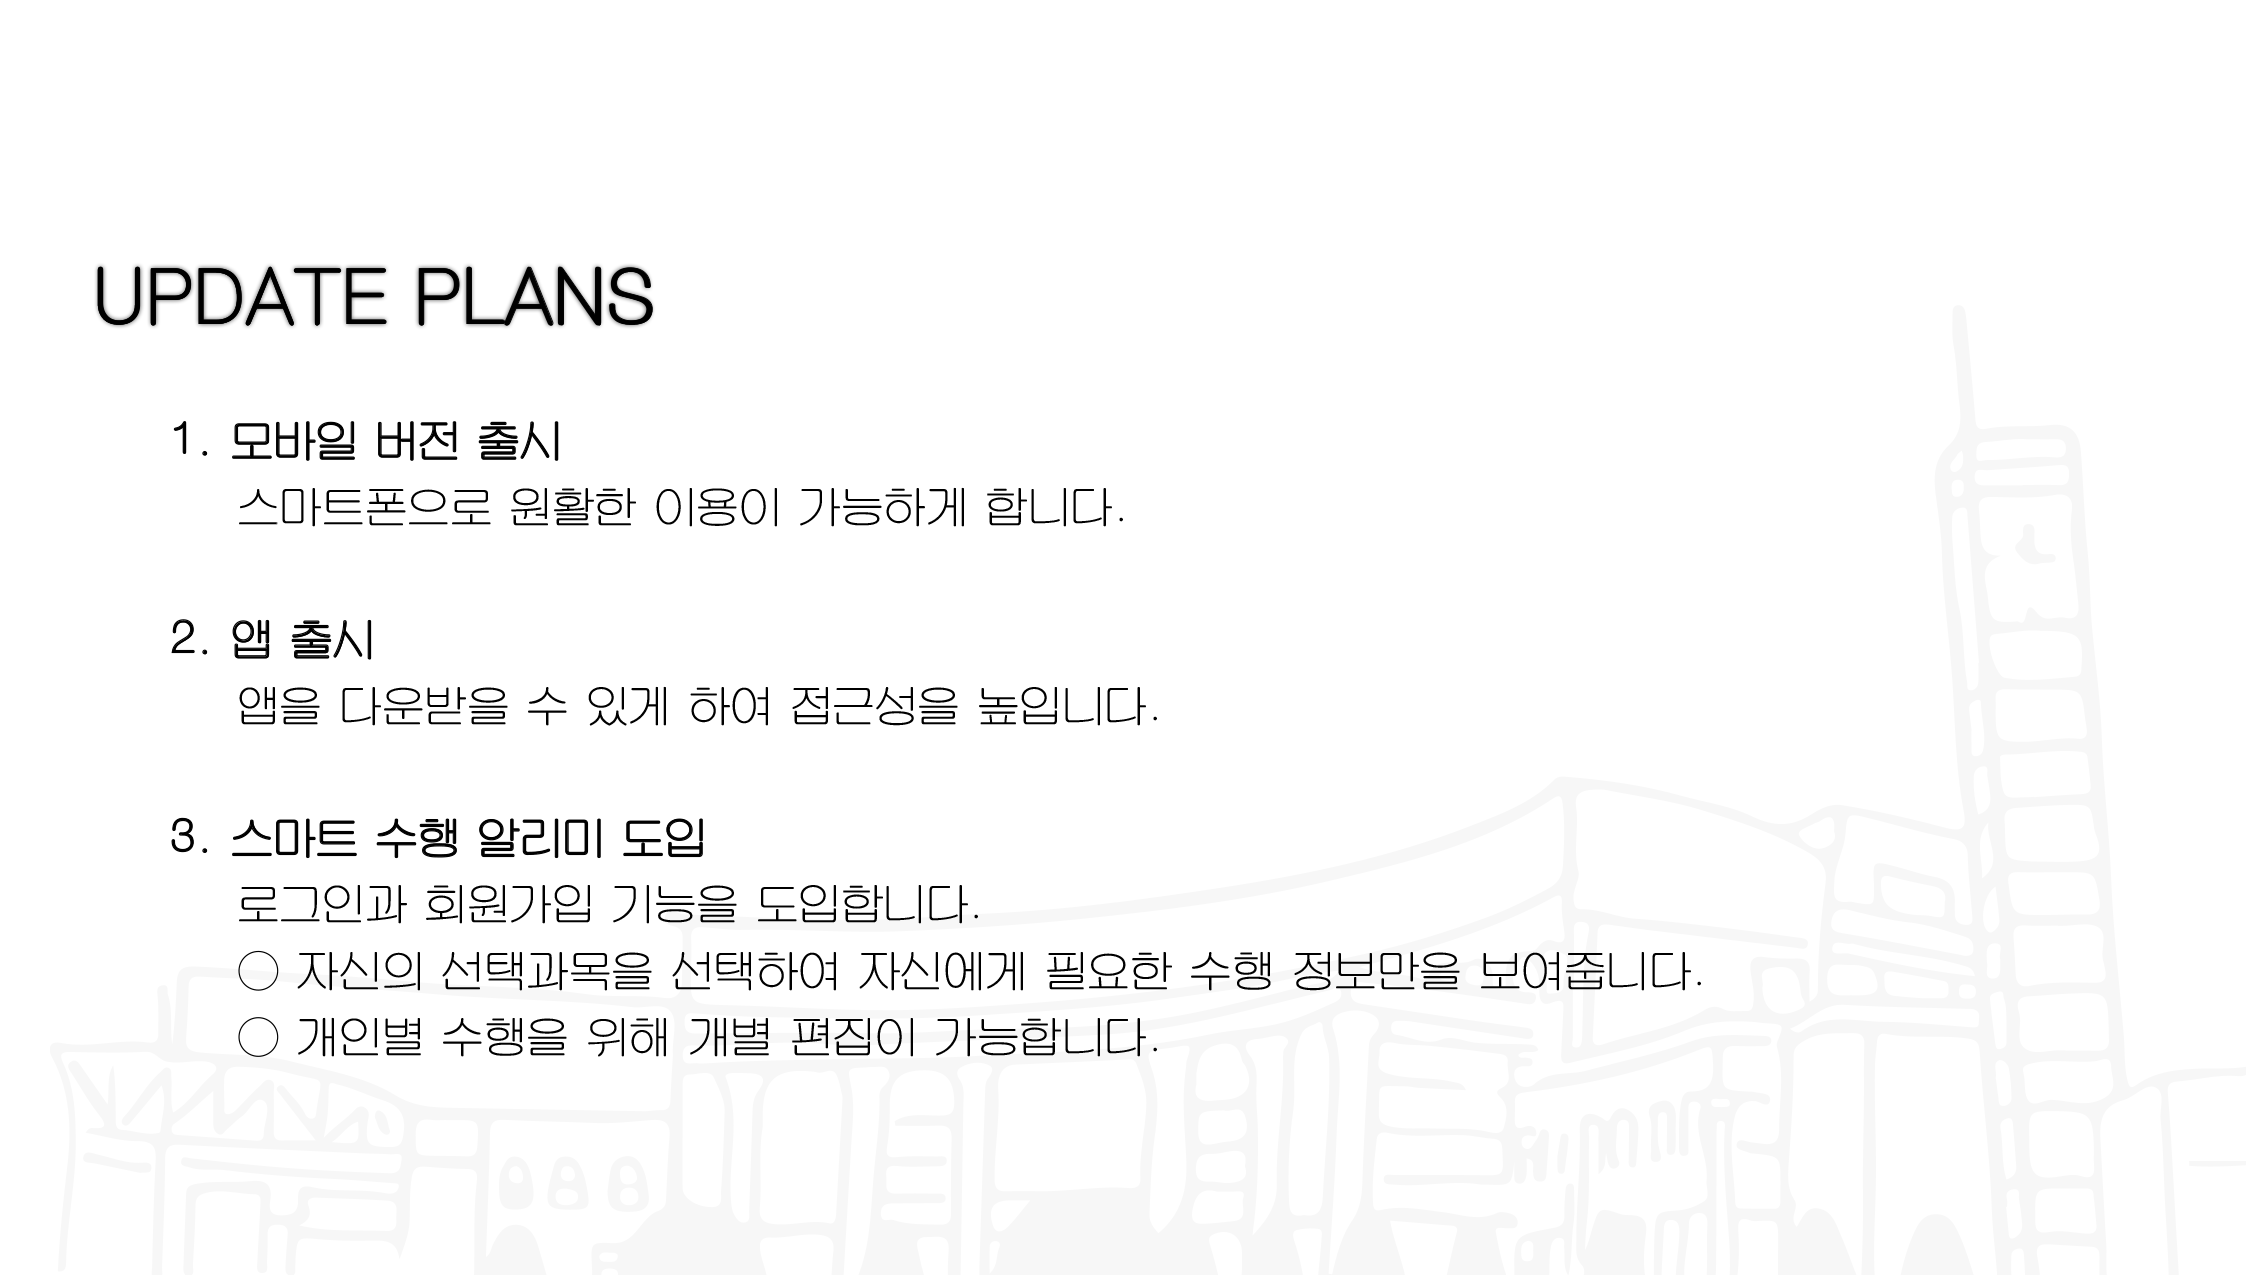 UPDATE PLANS
1. 모바일 버전 출시
스마트폰으로 원활한 이용이 가능하게 합니다.
2. 앱 출시
앱을 다운받을 수 있게 하여 접근성을 높입니다.
3. 스마트 수행 알리미 도입
로그인과 회원가입 기능을 도입합니다.
○ 자신의 선택과목을 선택하여 자신에게 필요한 수행 정보만을 보여줍니다.
○ 개인별 수행을 위해 개별 편집이 가능합니다.